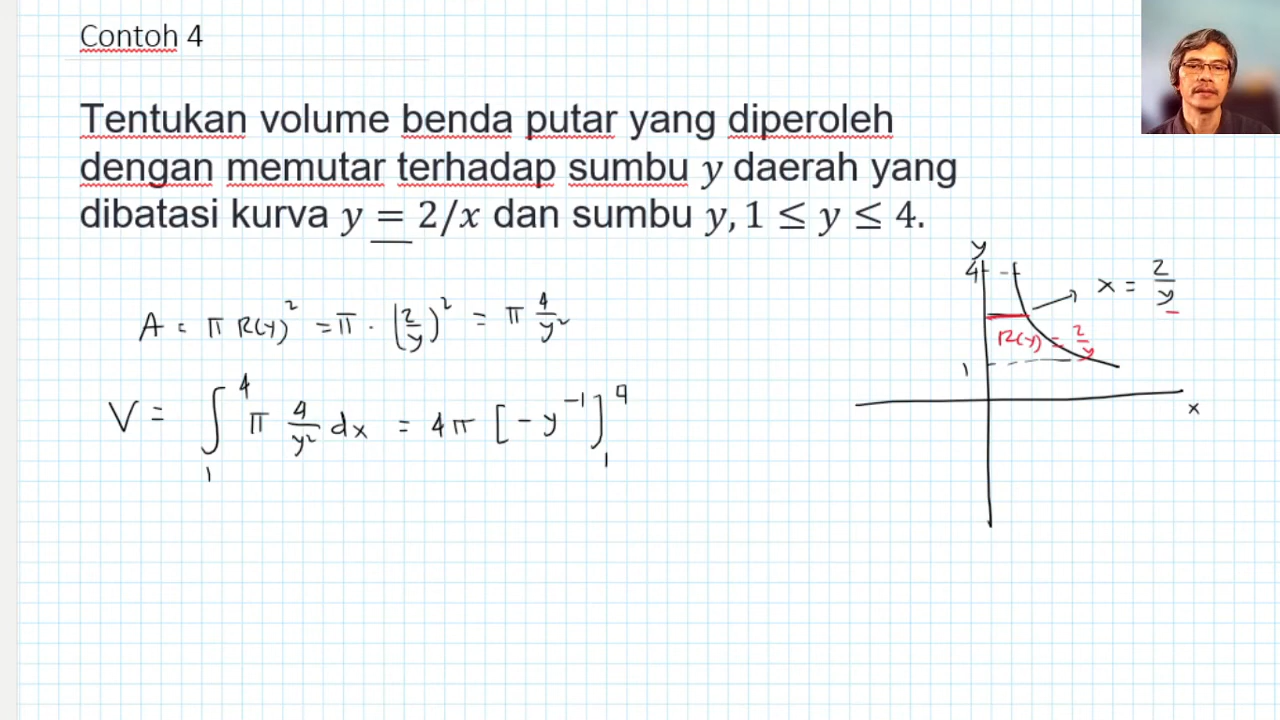 Contoh 4
Tentukan volume benda putar yang diperoleh
dengan memutar terhadap sumbu y daerah yang
dibatasi kurva y = 2/x dan sumbu y, 1 ≤ y ≤ 4.
y
4
x = 2/y
R(y) = 2/y
1
x
A = π R(y)² = π · (2/y)² = π 4/y²
V = ∫₁⁴ π 4/y² dx = 4π [-y⁻¹]₁⁴